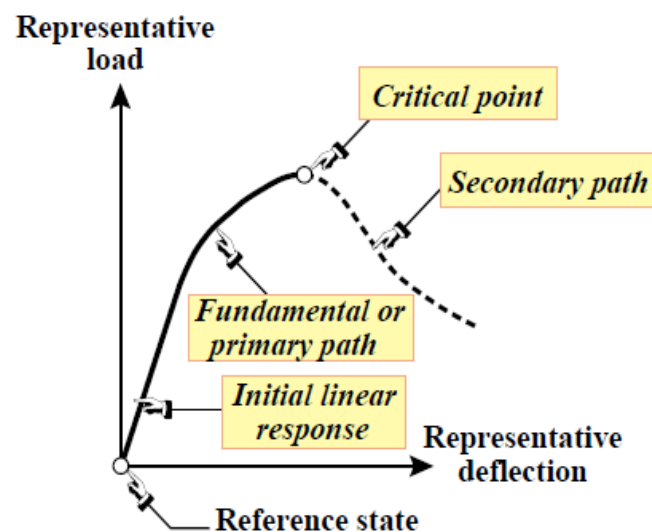 Representative
load
Critical point
Secondary path
Fundamental or
primary path
Initial linear
response
Representative
deflection
Reference state